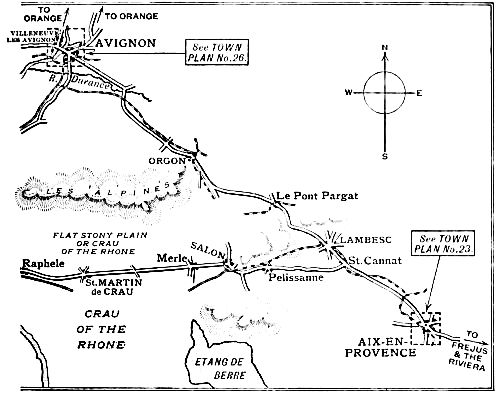 TO
ORANGE
TO ORANGE
VILLENEUVE
LES AVIGNON
AVIGNON
See TOWN
PLAN No.26.
R. Durance
N
W
E
S
ORGON
LES ALPINES
Le Pont Pargat
FLAT STONY PLAIN
OR CRAU
OF THE RHONE
LAMBESC
See TOWN
PLAN No.23.
SALON
Merle
St. Cannat
Raphele
Pelissanne
St. MARTIN
de CRAU
CRAU
OF THE
RHONE
AIX-EN-
PROVENCE
TO
FREJUS
& THE
RIVIERA
ETANG DE
BERRE